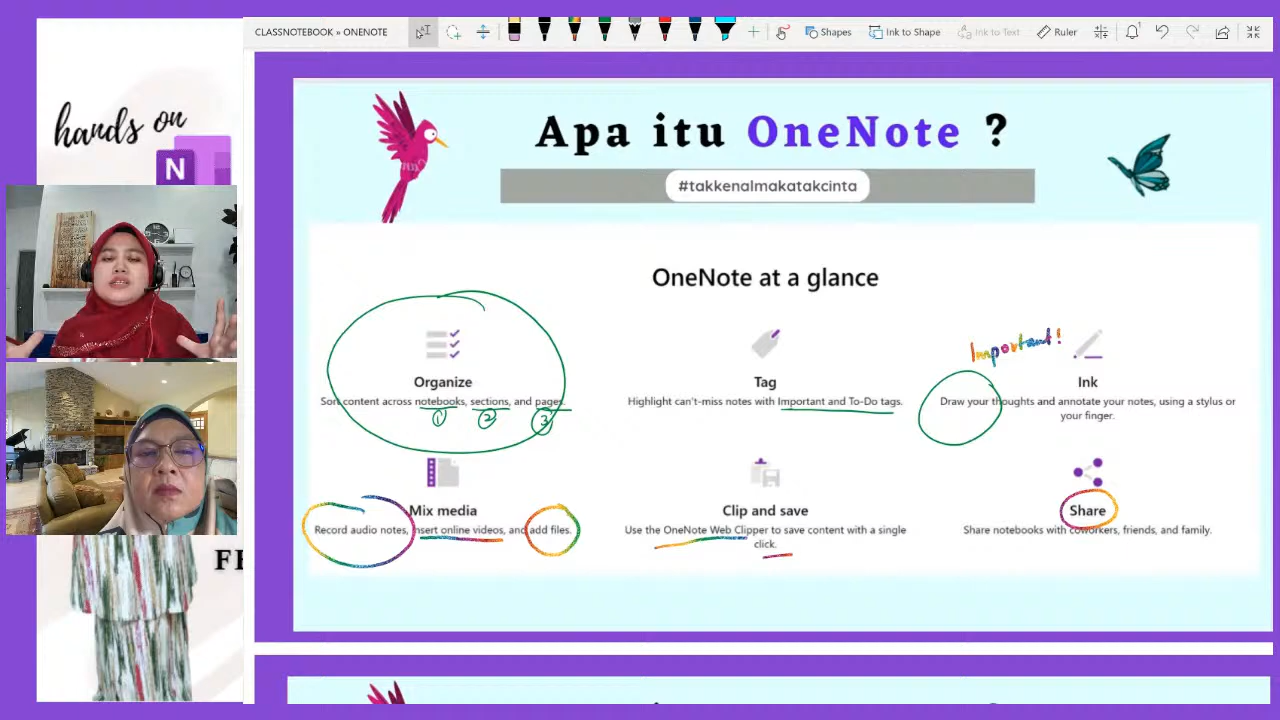 CLASSNOTEBOOK » ONENOTE
Shapes
Ink to Shape
Ink to Text
Ruler
hands on
N
Apa itu OneNote ?
#takkenalmakatakcinta
OneNote at a glance
Important!
Organize
Sort content across notebooks, sections, and pages.
1 2 3
Tag
Highlight can't-miss notes with Important and To-Do tags.
Ink
Draw your thoughts and annotate your notes, using a stylus or
your finger.
Mix media
Record audio notes, insert online videos, and add files.
Clip and save
Use the OneNote Web Clipper to save content with a single
click.
Share
Share notebooks with coworkers, friends, and family.